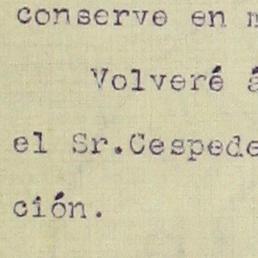 conserve en
Volveré á
el Sr.Cespede
ción.